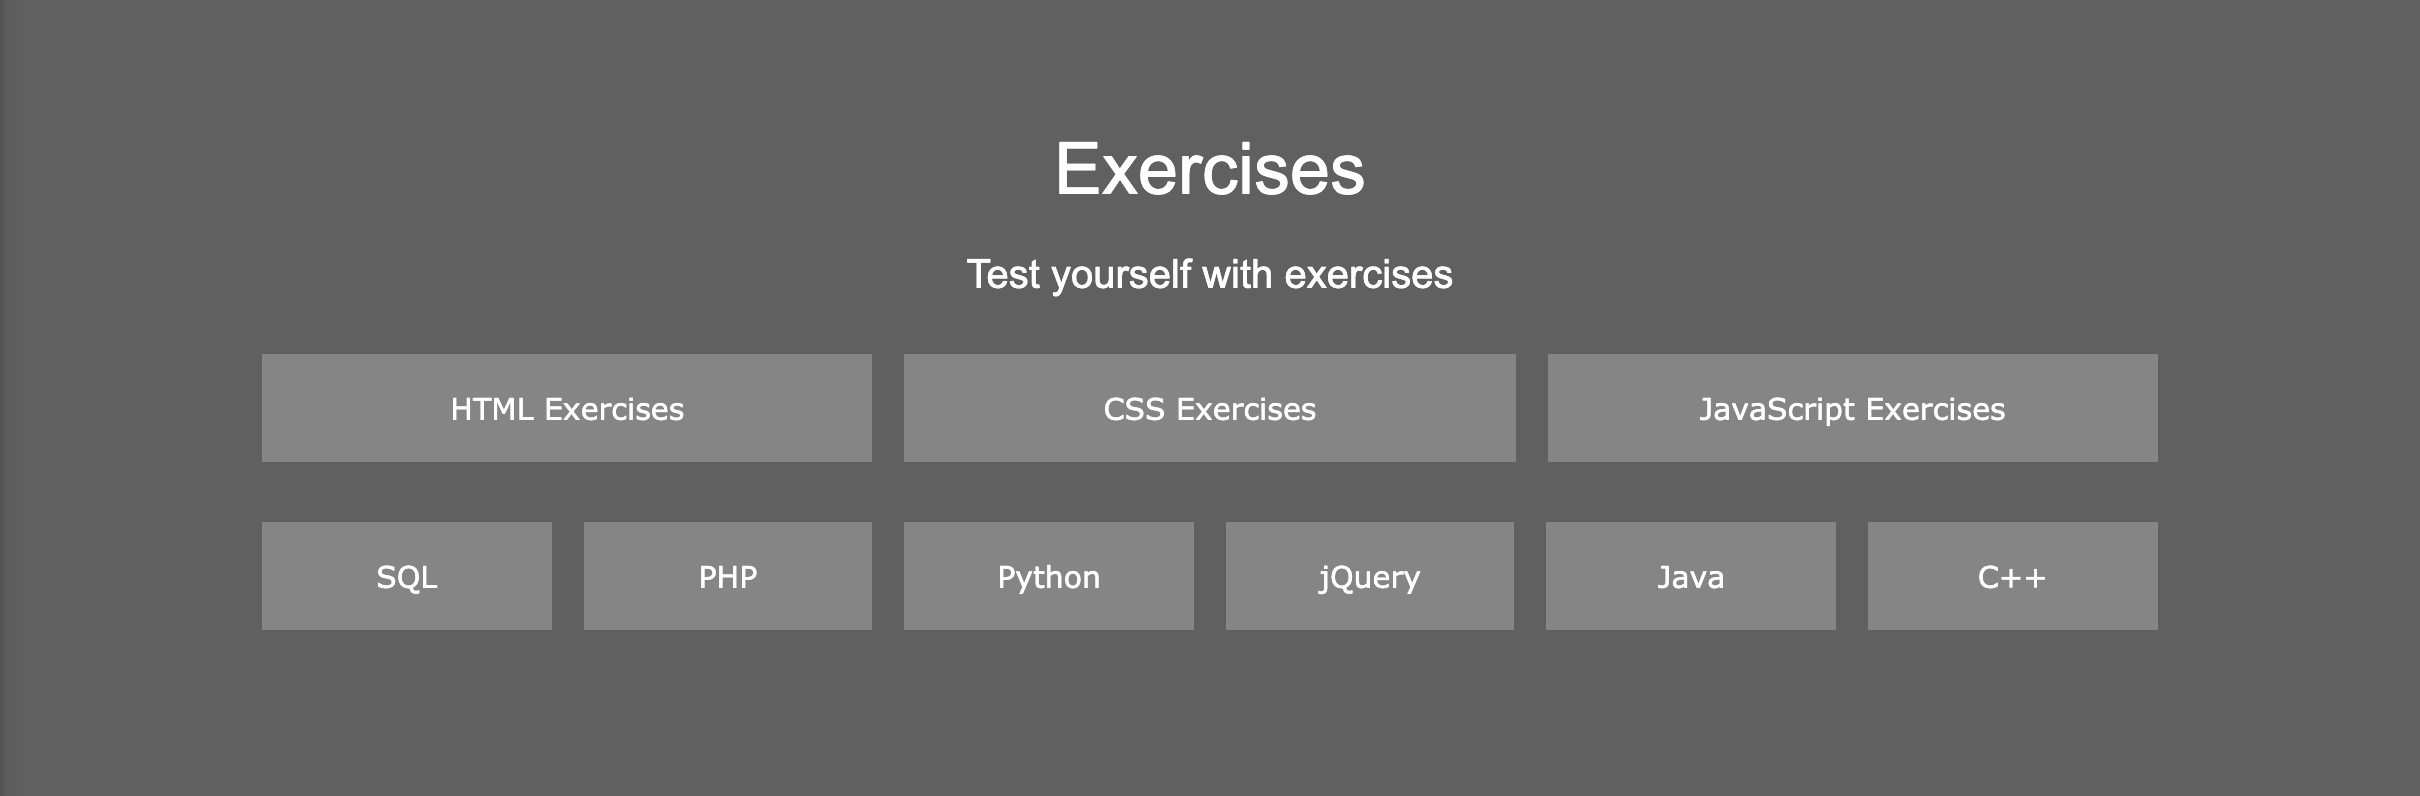 Exercises
Test yourself with exercises
HTML Exercises
CSS Exercises
JavaScript Exercises
SQL
PHP
Python
jQuery
Java
C++